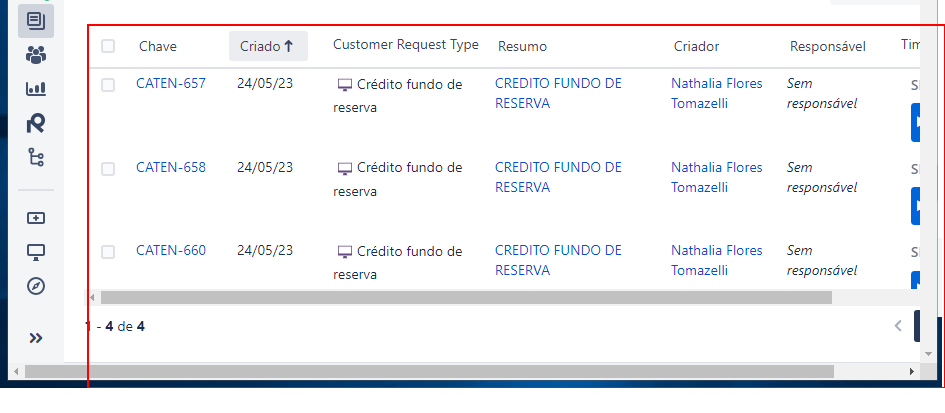 Chave Criado Customer Request Type Resumo Criador Responsável Tim
CATEN-657 24/05/23 Crédito fundo de reserva CREDITO FUNDO DE RESERVA Nathalia Flores Tomazelli Sem responsável
CATEN-658 24/05/23 Crédito fundo de reserva CREDITO FUNDO DE RESERVA Nathalia Flores Tomazelli Sem responsável
CATEN-660 24/05/23 Crédito fundo de reserva CREDITO FUNDO DE RESERVA Nathalia Flores Tomazelli Sem responsável
1 - 4 de 4